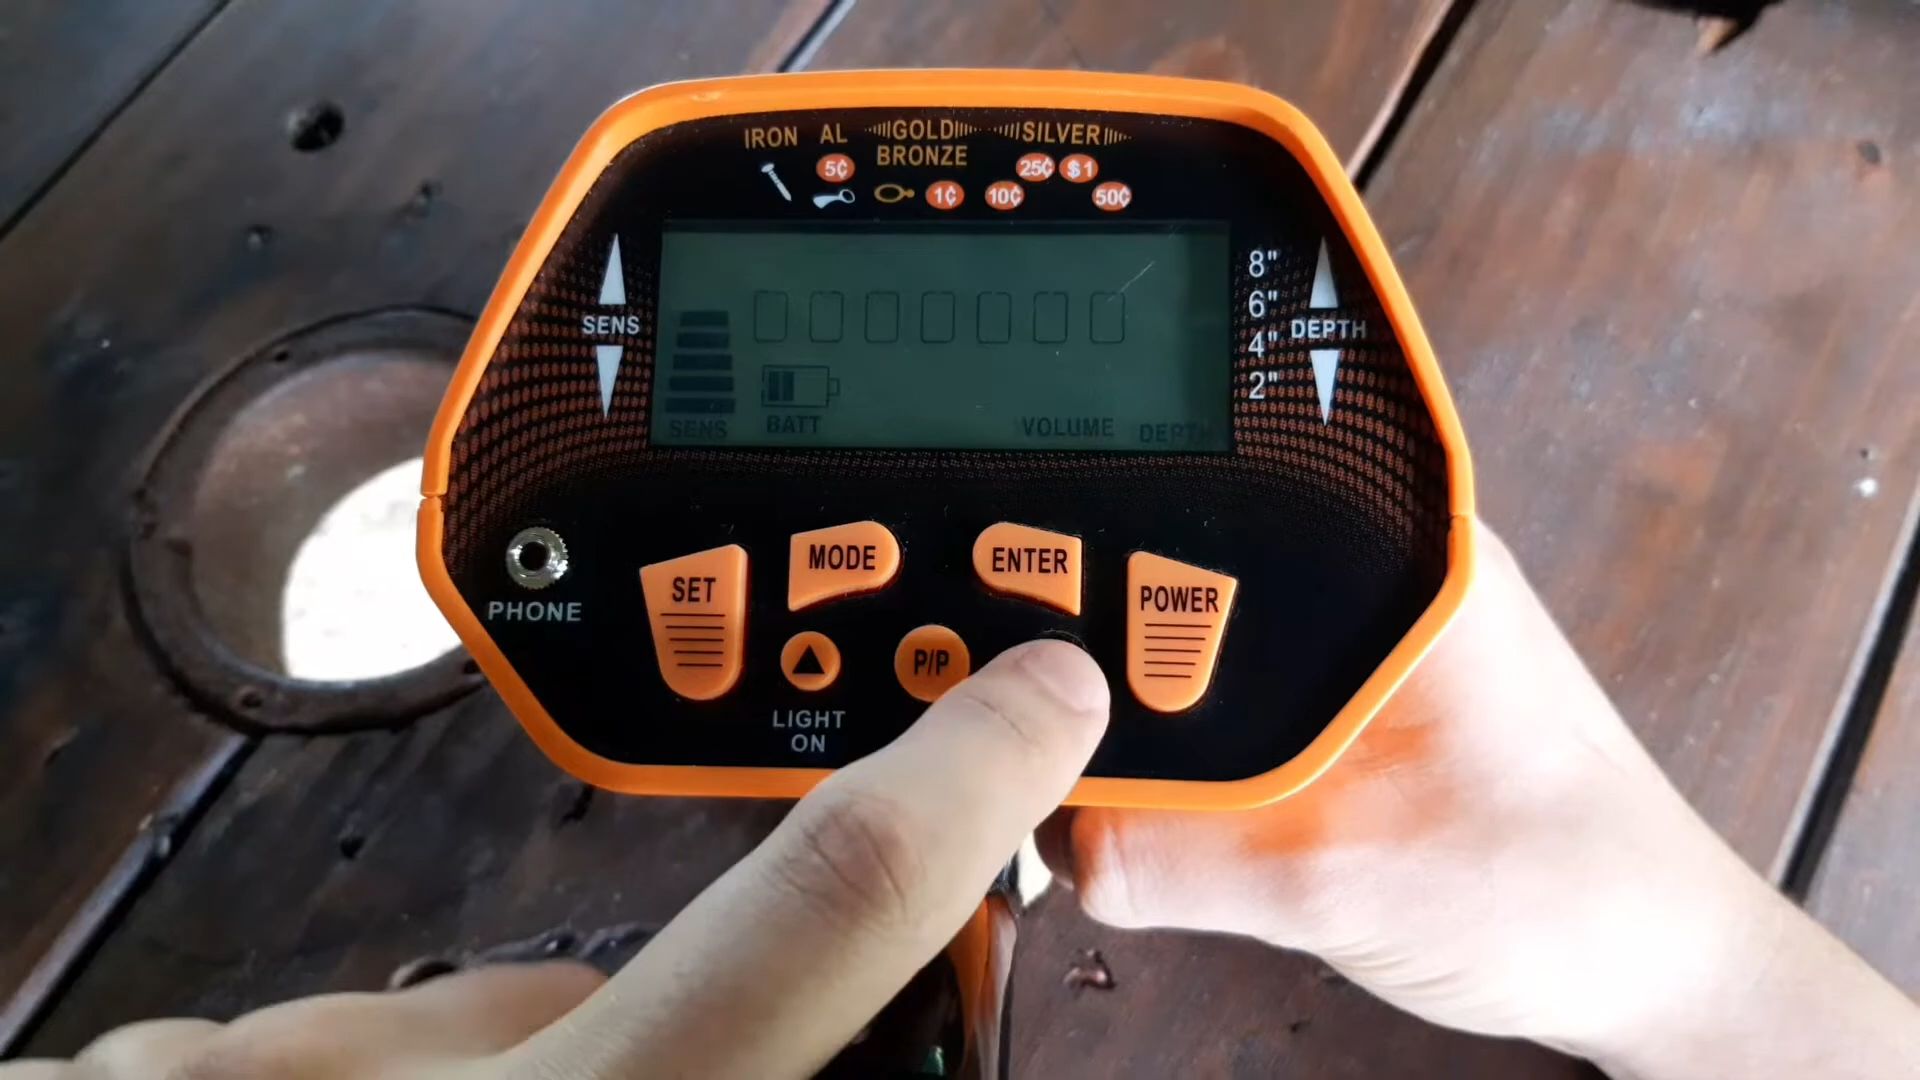 IRON AL GOLD SILVER
BRONZE
5¢ 25¢ $1
1¢ 10¢ 50¢
8"
6"
SENS DEPTH
4"
2"
SENS BATT VOLUME DEPTH
MODE ENTER
SET POWER
PHONE
P/P
LIGHT
ON